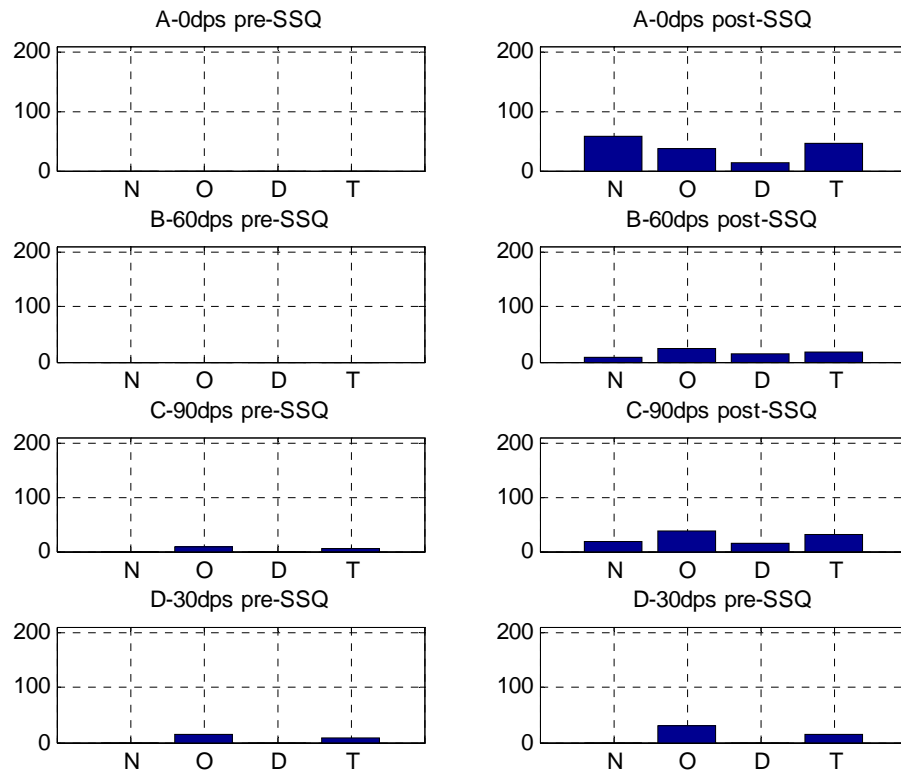 A-0dps pre-SSQ
200
100
0
N O D T
A-0dps post-SSQ
200
100
0
N O D T
B-60dps pre-SSQ
200
100
0
N O D T
B-60dps post-SSQ
200
100
0
N O D T
C-90dps pre-SSQ
200
100
0
N O D T
C-90dps post-SSQ
200
100
0
N O D T
D-30dps pre-SSQ
200
100
0
N O D T
D-30dps pre-SSQ
200
100
0
N O D T